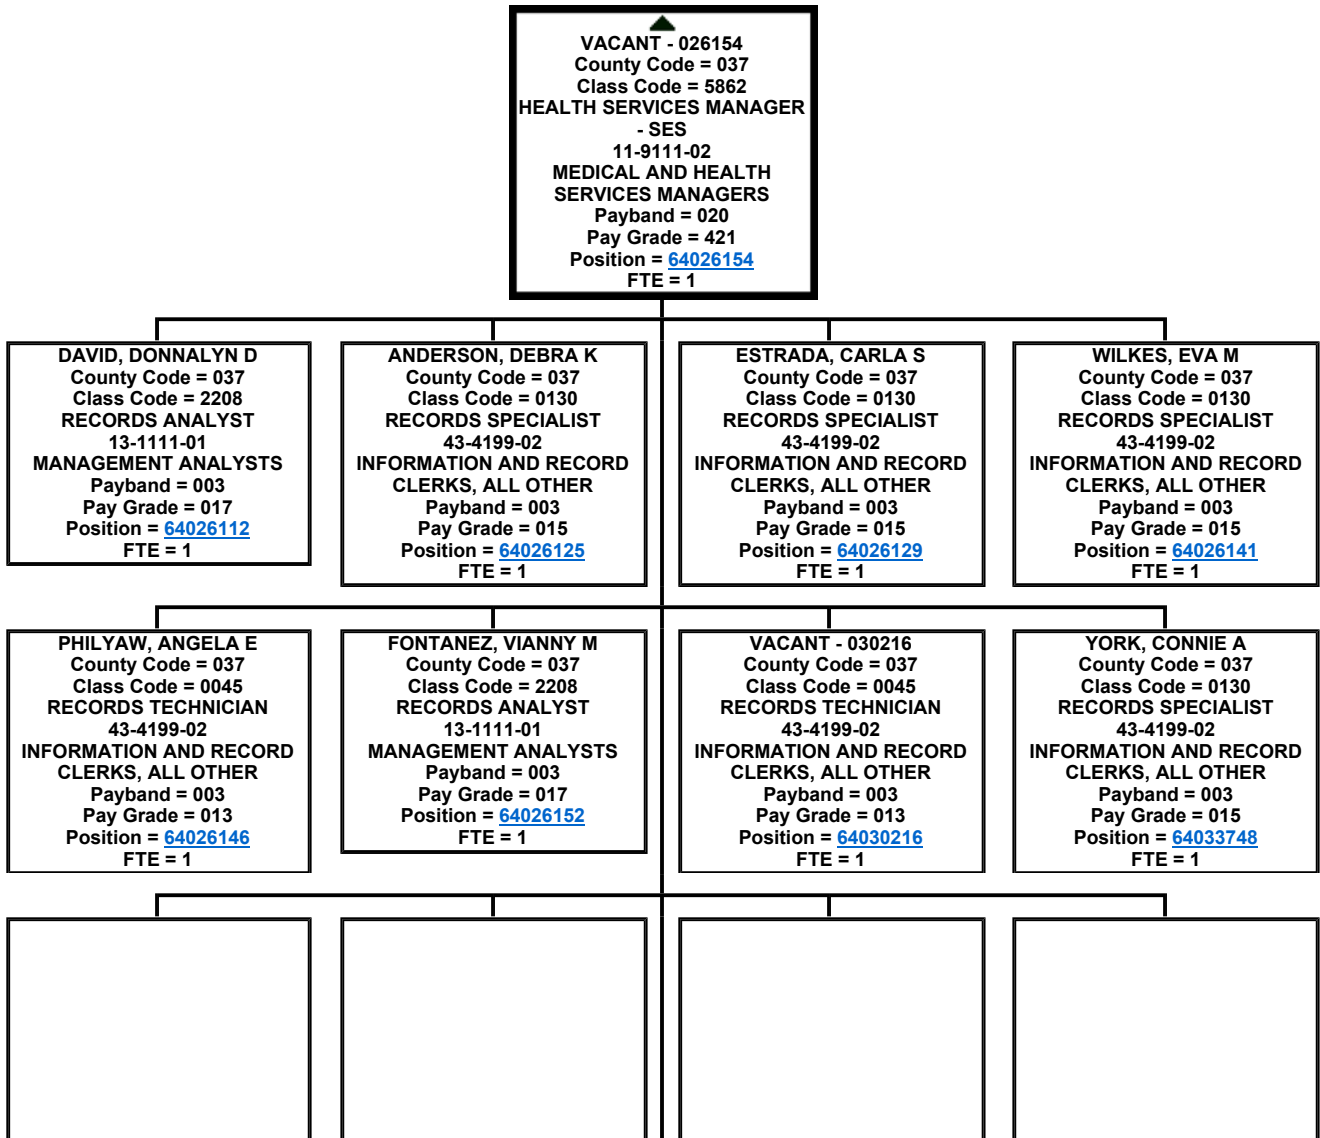 VACANT - 026154
County Code = 037
Class Code = 5862
HEALTH SERVICES MANAGER
- SES
11-9111-02
MEDICAL AND HEALTH
SERVICES MANAGERS
Payband = 020
Pay Grade = 421
Position = 64026154
FTE = 1
DAVID, DONNALYN D
County Code = 037
Class Code = 2208
RECORDS ANALYST
13-1111-01
MANAGEMENT ANALYSTS
Payband = 003
Pay Grade = 017
Position = 64026112
FTE = 1
ANDERSON, DEBRA K
County Code = 037
Class Code = 0130
RECORDS SPECIALIST
43-4199-02
INFORMATION AND RECORD
CLERKS, ALL OTHER
Payband = 003
Pay Grade = 015
Position = 64026125
FTE = 1
ESTRADA, CARLA S
County Code = 037
Class Code = 0130
RECORDS SPECIALIST
43-4199-02
INFORMATION AND RECORD
CLERKS, ALL OTHER
Payband = 003
Pay Grade = 015
Position = 64026129
FTE = 1
WILKES, EVA M
County Code = 037
Class Code = 0130
RECORDS SPECIALIST
43-4199-02
INFORMATION AND RECORD
CLERKS, ALL OTHER
Payband = 003
Pay Grade = 015
Position = 64026141
FTE = 1
PHILYAW, ANGELA E
County Code = 037
Class Code = 0045
RECORDS TECHNICIAN
43-4199-02
INFORMATION AND RECORD
CLERKS, ALL OTHER
Payband = 003
Pay Grade = 013
Position = 64026146
FTE = 1
FONTANEZ, VIANNY M
County Code = 037
Class Code = 2208
RECORDS ANALYST
13-1111-01
MANAGEMENT ANALYSTS
Payband = 003
Pay Grade = 017
Position = 64026152
FTE = 1
VACANT - 030216
County Code = 037
Class Code = 0045
RECORDS TECHNICIAN
43-4199-02
INFORMATION AND RECORD
CLERKS, ALL OTHER
Payband = 003
Pay Grade = 013
Position = 64030216
FTE = 1
YORK, CONNIE A
County Code = 037
Class Code = 0130
RECORDS SPECIALIST
43-4199-02
INFORMATION AND RECORD
CLERKS, ALL OTHER
Payband = 003
Pay Grade = 015
Position = 64033748
FTE = 1